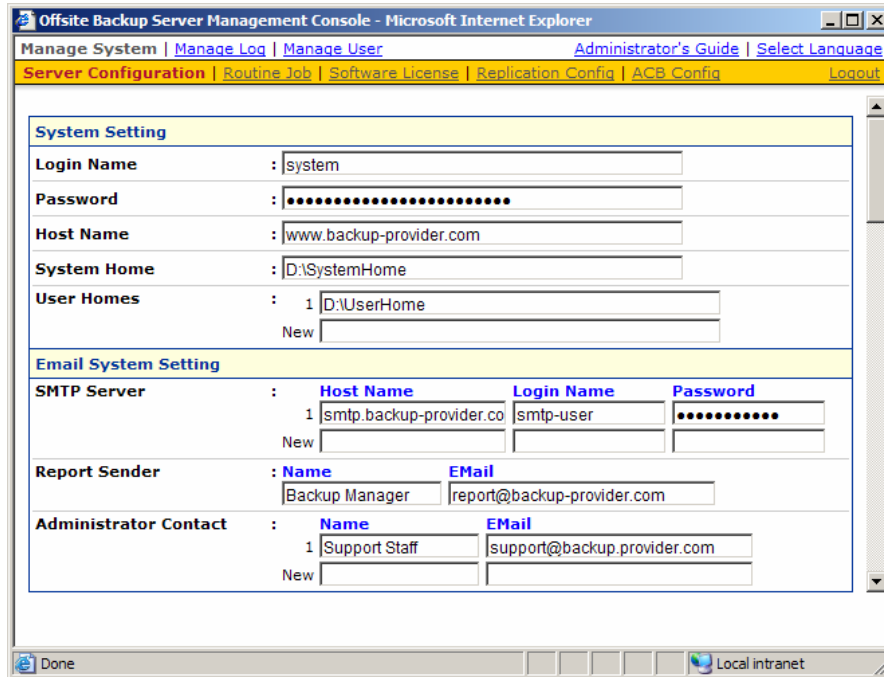 Offsite Backup Server Management Console - Microsoft Internet Explorer
Manage System | Manage Log | Manage User Administrator's Guide | Select Language
Server Configuration | Routine Job | Software License | Replication Config | ACB Config Logout
System Setting
Login Name : system
Password : ●●●●●●●●●●●●●●●●●●●●●●●●
Host Name : www.backup-provider.com
System Home : D:\SystemHome
User Homes : 1 D:\UserHome
New
Email System Setting
SMTP Server : Host Name Login Name Password
1 smtp.backup-provider.co smtp-user ●●●●●●●●●●●
New
Report Sender : Name EMail
Backup Manager report@backup-provider.com
Administrator Contact : Name EMail
1 Support Staff support@backup.provider.com
New
Done Local intranet